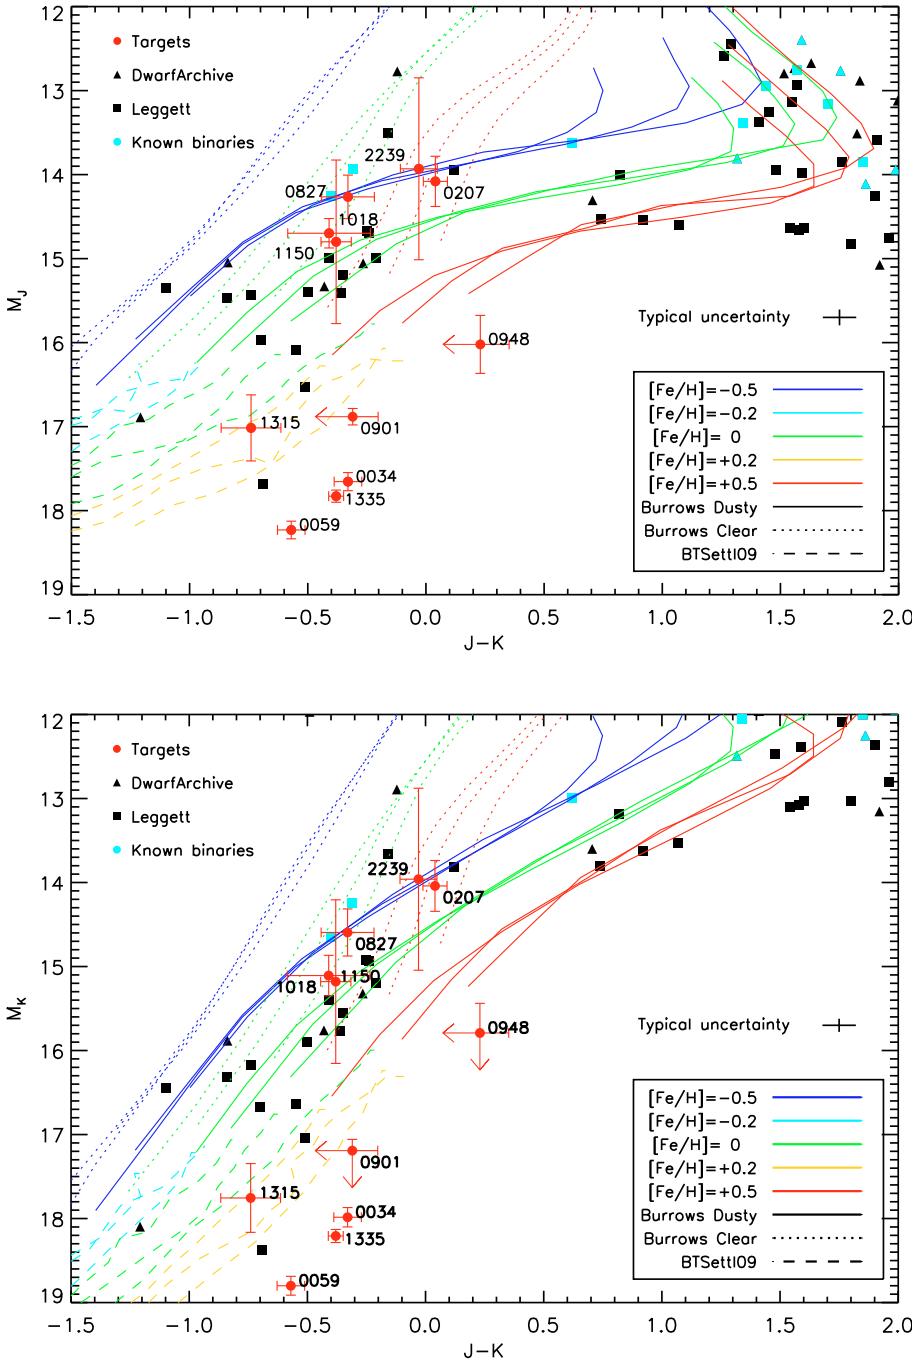 12
13
14
15
16
17
18
19
M_J
Targets
DwarfArchive
Leggett
Known binaries
2239
0827
0207
1018
1150
0948
1315
0901
0034
1335
0059
Typical uncertainty
[Fe/H]=−0.5
[Fe/H]=−0.2
[Fe/H]= 0
[Fe/H]=+0.2
[Fe/H]=+0.5
Burrows Dusty
Burrows Clear
BTSettl09
−1.5 −1.0 −0.5 0.0 0.5 1.0 1.5 2.0
J−K
12
13
14
15
16
17
18
19
M_K
Targets
DwarfArchive
Leggett
Known binaries
2239
0207
0827
1018 1150
0948
0901
1315
0034
1335
0059
Typical uncertainty
[Fe/H]=−0.5
[Fe/H]=−0.2
[Fe/H]= 0
[Fe/H]=+0.2
[Fe/H]=+0.5
Burrows Dusty
Burrows Clear
BTSettl09
−1.5 −1.0 −0.5 0.0 0.5 1.0 1.5 2.0
J−K